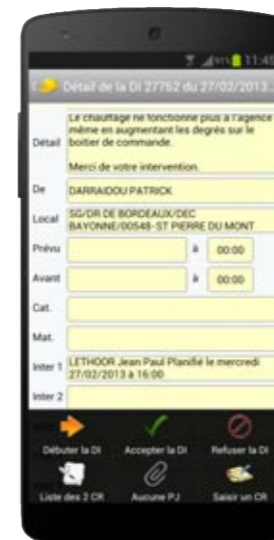 11:45
Détail de la DI 27762 du 27/02/2013...
Le chauffage ne fonctionne plus à l'agence
même en augmentant les degrés sur le
Détail boitier de commande.
Merci de votre intervention.
De DARRAIDOU PATRICK
Local SG/DR DE BORDEAUX/DEC
BAYONNE/00548-ST PIERRE DU MONT
Prévu à 00:00
Avant à 00:00
Cat.
Mat.
Inter 1 LETHOOR Jean Paul Planifié le mercredi
27/02/2013 à 16:00
Inter 2
Débuter la DI Accepter la DI Refuser la DI
Liste des 2 CR Aucune PJ Saisir un CR